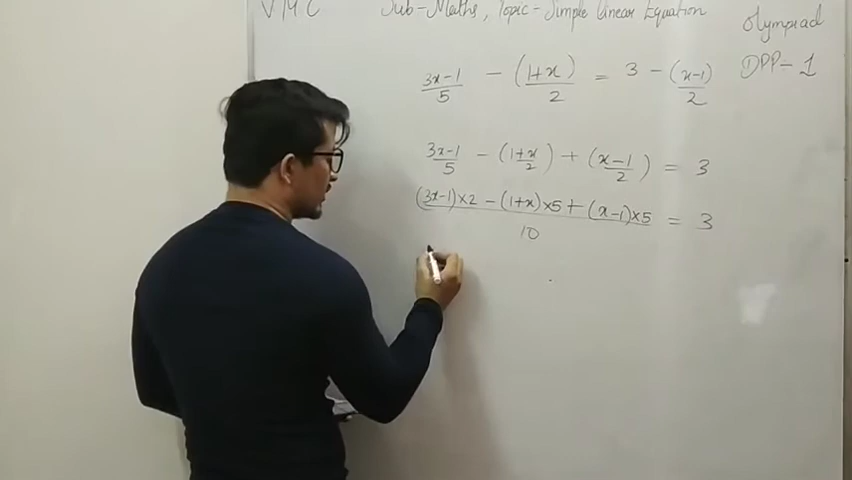 VMC Sub-Maths, Topic-Simple linear Equation Olympiad
DPP-1
3x-1/5 - (1+x)/2 = 3 - (x-1)/2
3x-1/5 - (1+x/2) + (x-1/2) = 3
(3x-1)×2 - (1+x)×5 + (x-1)×5 / 10 = 3